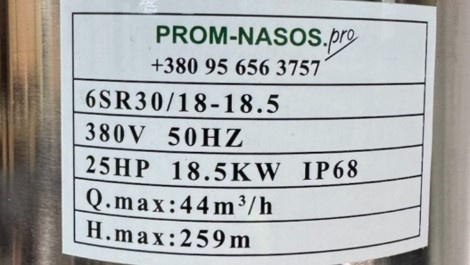 PROM-NASOS.pro
+380 95 656 3757
6SR30/18-18.5
380V 50HZ
25HP 18.5KW IP68
Q.max:44m³/h
H.max:259m